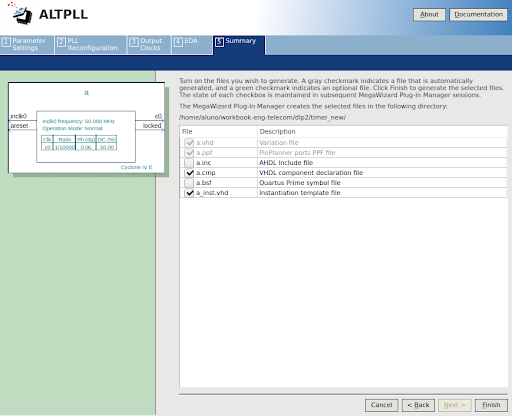 ALTPLL
About
Documentation
1 Parameter Settings
2 PLL Reconfiguration
3 Output Clocks
4 EDA
5 Summary
a
inclk0
areset
c0
locked
inclk0 frequency: 50.000 MHz
Operation Mode: Normal
Clk Ratio Ph (dg) DC (%)
c0 1/10000 0.00 50.00
Cyclone IV E
Turn on the files you wish to generate. A gray checkmark indicates a file that is automatically
generated, and a green checkmark indicates an optional file. Click Finish to generate the selected files.
The state of each checkbox is maintained in subsequent MegaWizard Plug-In Manager sessions.
The MegaWizard Plug-In Manager creates the selected files in the following directory:
/home/aluno/workbook-eng-telecom/dlp2/timer_new/
File Description
a.vhd Variation file
a.ppf PinPlanner ports PPF file
a.inc AHDL Include file
a.cmp VHDL component declaration file
a.bsf Quartus Prime symbol file
a_inst.vhd Instantiation template file
Cancel
< Back
Next >
Finish